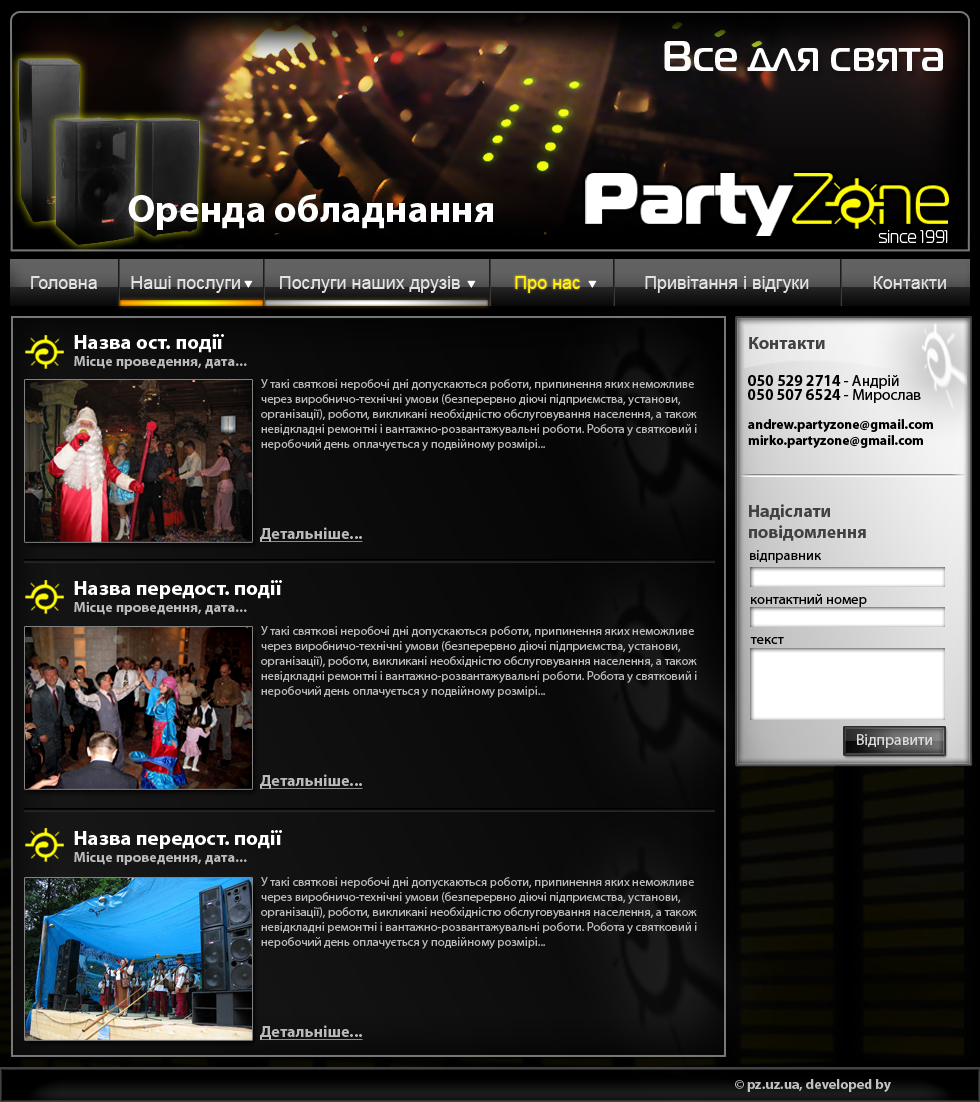 Все для свята
Оренда обладнання
PartyZone
since 1991
Головна
Наші послуги
Послуги наших друзів
Про нас
Привітання і відгуки
Контакти
Назва ост. події
Місце проведення, дата...
У такі святкові неробочі дні допускаються роботи, припинення яких неможливе
через виробничо-технічні умови (безперервно діючі підприємства, установи,
організації), роботи, викликані необхідністю обслуговування населення, а також
невідкладні ремонтні і вантажно-розвантажувальні роботи. Робота у святковий і
неробочий день оплачується у подвійному розмірі...
Детальніше...
Назва передост. події
Місце проведення, дата...
У такі святкові неробочі дні допускаються роботи, припинення яких неможливе
через виробничо-технічні умови (безперервно діючі підприємства, установи,
організації), роботи, викликані необхідністю обслуговування населення, а також
невідкладні ремонтні і вантажно-розвантажувальні роботи. Робота у святковий і
неробочий день оплачується у подвійному розмірі...
Детальніше...
Назва передост. події
Місце проведення, дата...
У такі святкові неробочі дні допускаються роботи, припинення яких неможливе
через виробничо-технічні умови (безперервно діючі підприємства, установи,
організації), роботи, викликані необхідністю обслуговування населення, а також
невідкладні ремонтні і вантажно-розвантажувальні роботи. Робота у святковий і
неробочий день оплачується у подвійному розмірі...
Детальніше...
Контакти
050 529 2714 - Андрій
050 507 6524 - Мирослав
andrew.partyzone@gmail.com
mirko.partyzone@gmail.com
Надіслати
повідомлення
відправник
контактний номер
текст
Відправити
© pz.uz.ua, developed by